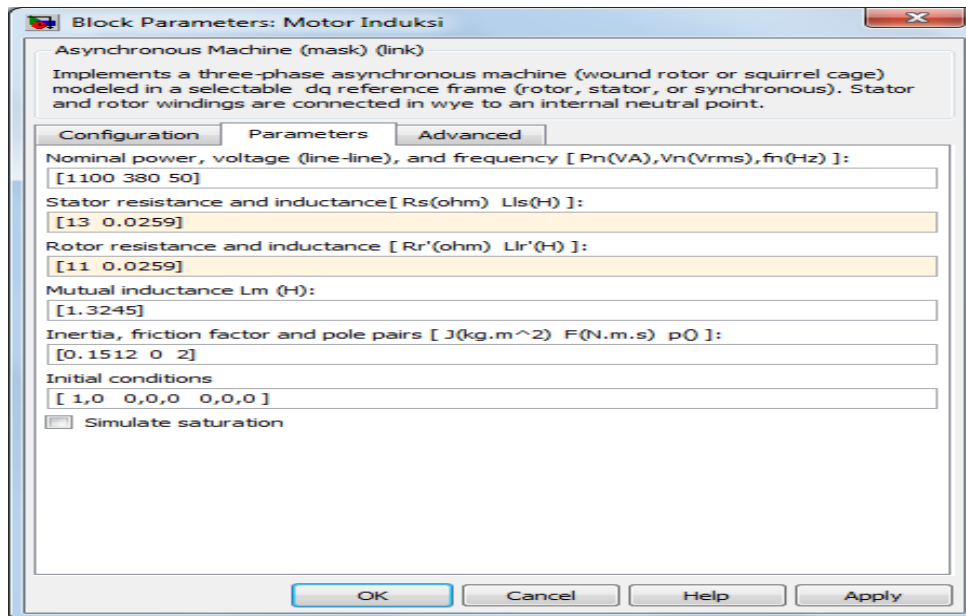 Block Parameters: Motor Induksi
Asynchronous Machine (mask) (link)
Implements a three-phase asynchronous machine (wound rotor or squirrel cage)
modeled in a selectable dq reference frame (rotor, stator, or synchronous). Stator
and rotor windings are connected in wye to an internal neutral point.
Configuration Parameters Advanced
Nominal power, voltage (line-line), and frequency [ Pn(VA),Vn(Vrms),fn(Hz) ]:
[1100 380 50]
Stator resistance and inductance[ Rs(ohm) Lls(H) ]:
[13 0.0259]
Rotor resistance and inductance [ Rr'(ohm) Llr'(H) ]:
[11 0.0259]
Mutual inductance Lm (H):
[1.3245]
Inertia, friction factor and pole pairs [ J(kg.m^2) F(N.m.s) p() ]:
[0.1512 0 2]
Initial conditions
[ 1,0 0,0,0 0,0,0 ]
Simulate saturation
OK Cancel Help Apply